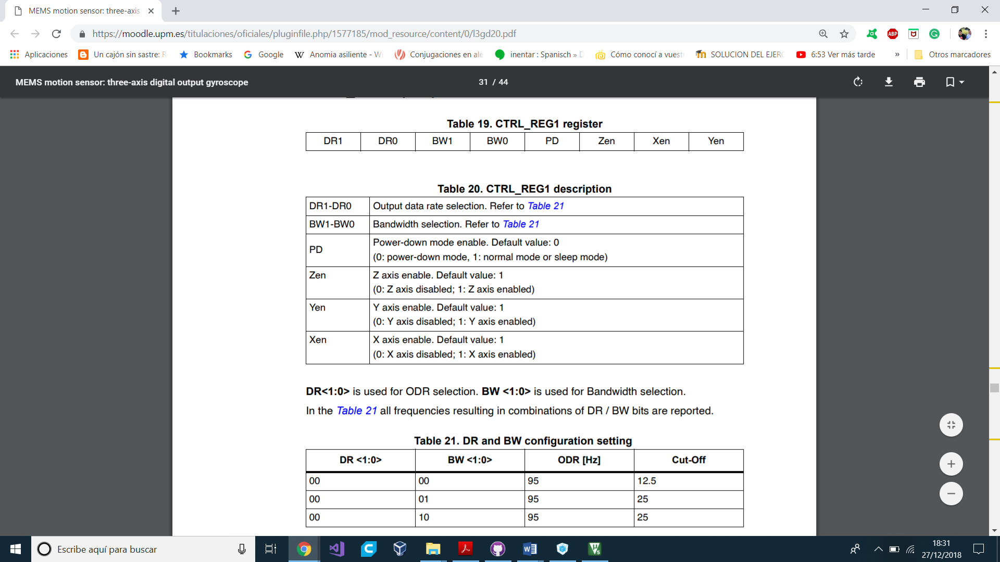 MEMS motion sensor: three-axis
https://moodle.upm.es/titulaciones/oficiales/pluginfile.php/1577185/mod_resource/content/0/l3gd20.pdf
ABP
Aplicaciones
Un cajón sin sastre: R
Bookmarks
Google
Anomia asiliente - Wi
Conjugaciones en ale
inentar : Spanisch » D
Cómo conocí a vuest
SOLUCION DEL EJERC
6:53 Ver más tarde
»
Otros marcadores
MEMS motion sensor: three-axis digital output gyroscope
31 / 44
Table 19. CTRL_REG1 register
DR1 DR0 BW1 BW0 PD Zen Xen Yen
Table 20. CTRL_REG1 description
DR1-DR0 Output data rate selection. Refer to Table 21
BW1-BW0 Bandwidth selection. Refer to Table 21
PD Power-down mode enable. Default value: 0
(0: power-down mode, 1: normal mode or sleep mode)
Zen Z axis enable. Default value: 1
(0: Z axis disabled; 1: Z axis enabled)
Yen Y axis enable. Default value: 1
(0: Y axis disabled; 1: Y axis enabled)
Xen X axis enable. Default value: 1
(0: X axis disabled; 1: X axis enabled)
DR<1:0> is used for ODR selection. BW <1:0> is used for Bandwidth selection.
In the Table 21 all frequencies resulting in combinations of DR / BW bits are reported.
Table 21. DR and BW configuration setting
DR <1:0> BW <1:0> ODR [Hz] Cut-Off
00 00 95 12.5
00 01 95 25
00 10 95 25
Escribe aquí para buscar
18:31
27/12/2018